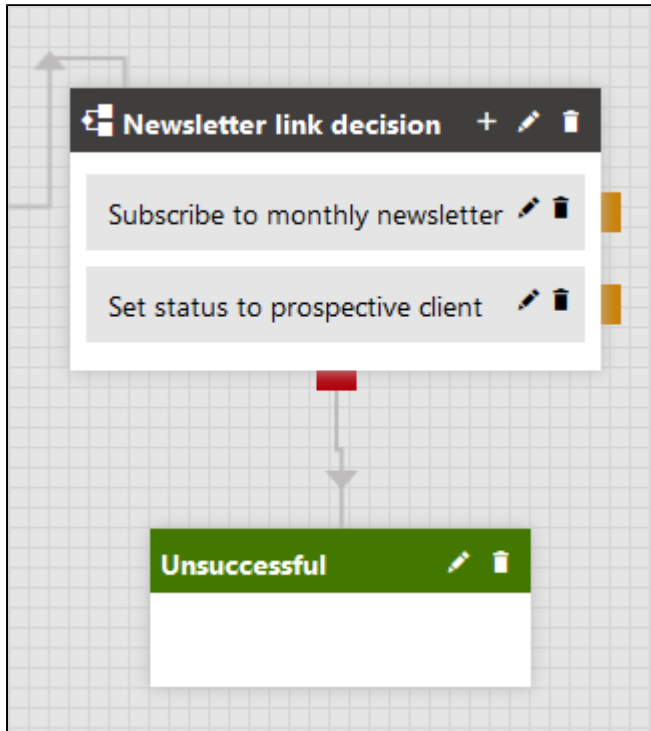 Newsletter link decision
Subscribe to monthly newsletter
Set status to prospective client
Unsuccessful